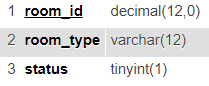 1 room_id decimal(12,0)
2 room_type varchar(12)
3 status tinyint(1)